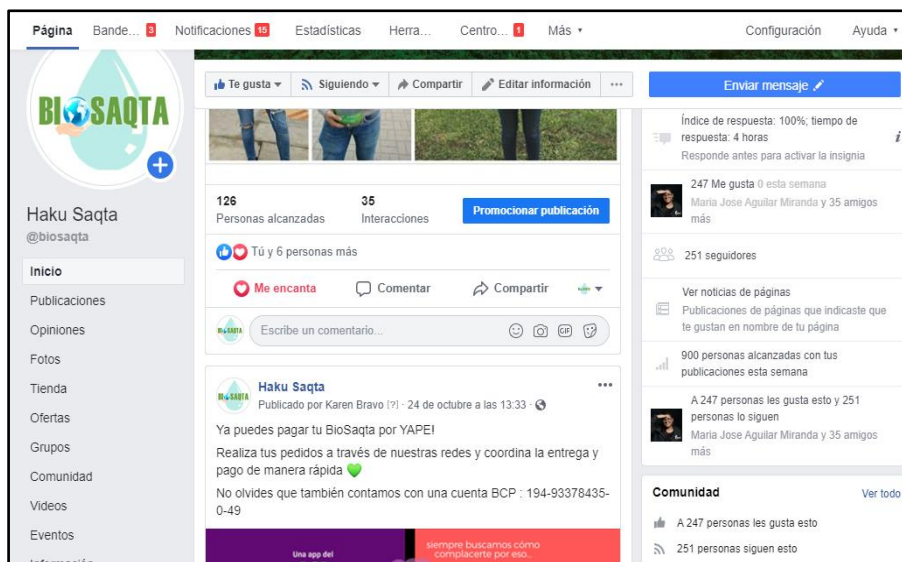 Página Bande... 3 Notificaciones 15 Estadísticas Herra... Centro... 1 Más Configuración Ayuda
BIOSAQTA
Haku Saqta
@biosaqta
Inicio
Publicaciones
Opiniones
Fotos
Tienda
Ofertas
Grupos
Comunidad
Videos
Eventos
Información
Te gusta Siguiendo Compartir Editar información ...
126
Personas alcanzadas
35
Interacciones
Promocionar publicación
Tú y 6 personas más
Me encanta Comentar Compartir
BIOSAQTA
Escribe un comentario...
GIF
BIOSAQTA
Haku Saqta
Publicado por Karen Bravo [?] · 24 de octubre a las 13:33 ·
Ya puedes pagar tu BioSaqta por YAPE!
Realiza tus pedidos a través de nuestras redes y coordina la entrega y
pago de manera rápida 💚
No olvides que también contamos con una cuenta BCP : 194-93378435-
0-49
Una app del
siempre buscamos cómo
complacerte por eso...
Enviar mensaje
Índice de respuesta: 100%; tiempo de
respuesta: 4 horas
i
Responde antes para activar la insignia
247 Me gusta 0 esta semana
Maria Jose Aguilar Miranda y 35 amigos
más
251 seguidores
Ver noticias de páginas
Publicaciones de páginas que indicaste que
te gustan en nombre de tu página
900 personas alcanzadas con tus
publicaciones esta semana
A 247 personas les gusta esto y 251
personas lo siguen
Maria Jose Aguilar Miranda y 35 amigos
más
Comunidad Ver todo
A 247 personas les gusta esto
251 personas siguen esto